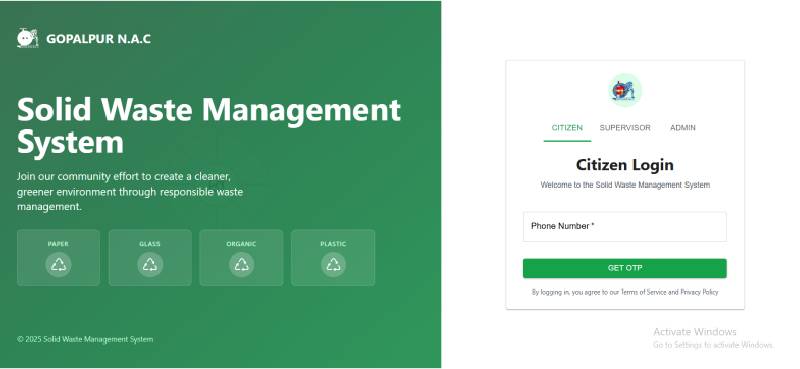 GOPALPUR N.A.C
Solid Waste Management
System
Join our community effort to create a cleaner,
greener environment through responsible waste
management.
PAPER
GLASS
ORGANIC
PLASTIC
© 2025 Solid Waste Management System
CITIZEN SUPERVISOR ADMIN
Citizen Login
Welcome to the Solid Waste Management System
Phone Number *
GET OTP
By logging in, you agree to our Terms of Service and Privacy Policy
Activate Windows
Go to Settings to activate Windows.